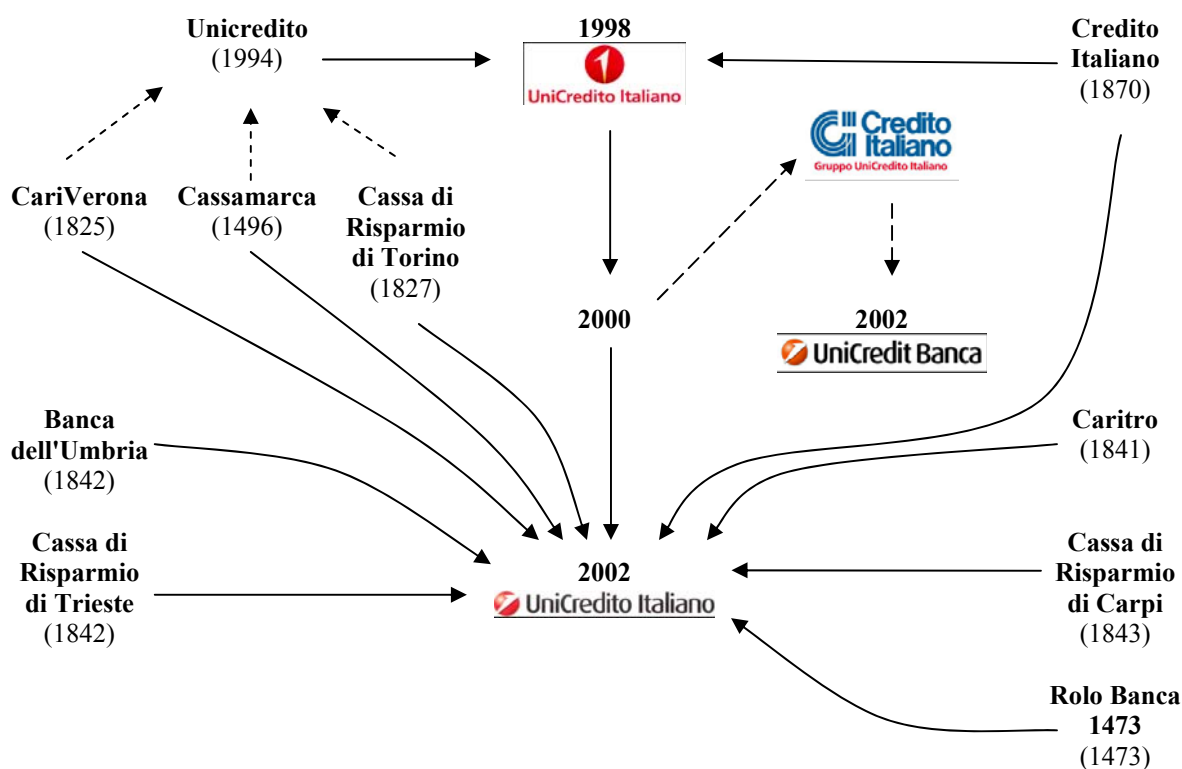 Unicredito
(1994)
1998
UniCredito Italiano
Credito
Italiano
(1870)
Credito
Italiano
Gruppo UniCredito Italiano
CariVerona
(1825)
Cassamarca
(1496)
Cassa di
Risparmio
di Torino
(1827)
2000
2002
UniCredit Banca
Banca
dell'Umbria
(1842)
Caritro
(1841)
Cassa di
Risparmio
di Trieste
(1842)
2002
UniCredito Italiano
Cassa di
Risparmio
di Carpi
(1843)
Rolo Banca
1473
(1473)